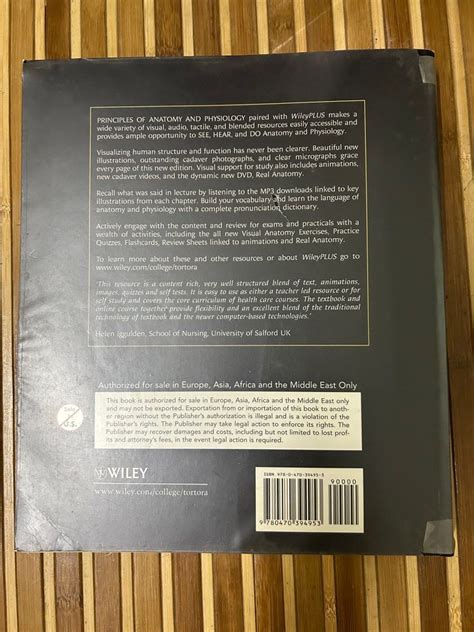 PRINCIPLES OF ANATOMY AND PHYSIOLOGY paired with WileyPLUS makes a
wide variety of visual, audio, tactile, and blended resources easily accessible and
provides ample opportunity to SEE, HEAR, and DO Anatomy and Physiology.
Visualizing human structure and function has never been clearer. Beautiful new
illustrations, outstanding cadaver photographs, and clear micrographs grace
every page of this new edition. Visual support for study also includes animations,
new cadaver videos, and the dynamic new DVD, Real Anatomy.
Recall what was said in lecture by listening to the MP3 downloads linked to key
illustrations from each chapter. Build your vocabulary and learn the language of
anatomy and physiology with a complete pronunciation dictionary.
Actively engage with the content and review for exams and practicals with a
wealth of activities, including the all new Visual Anatomy Exercises, Practice
Quizzes, Flashcards, Review Sheets linked to animations and Real Anatomy.
To learn more about these and other resources or about WileyPLUS go to
www.wiley.com/college/tortora
'This resource is a content rich, very well structured blend of text, animations,
images, quizzes and self tests. It is easy to use as either a teacher led resource or for
self study and covers the core curriculum of health care courses. The textbook and
online course together provide flexibility and an excellent blend of the traditional
technology of textbook and the newer computer-based technologies.'
Helen Iggulden, School of Nursing, University of Salford UK
Authorized for sale in Europe, Asia, Africa and the Middle East Only
This book is authorized for sale in Europe, Asia, Africa and the Middle East Only
and may not be exported. Exportation from or importation of this book to anoth-
er region without the Publisher's authorization is illegal and is a violation of the
Publisher's rights. The Publisher may take legal action to enforce its rights. The
Publisher may recover damages and costs, including but not limited to lost prof-
its and attorney's fees, in the event legal action is required.
U.S.
WILEY
www.wiley.com/college/tortora
ISBN 978-0-470-39495-3
90000
9 780470 394953